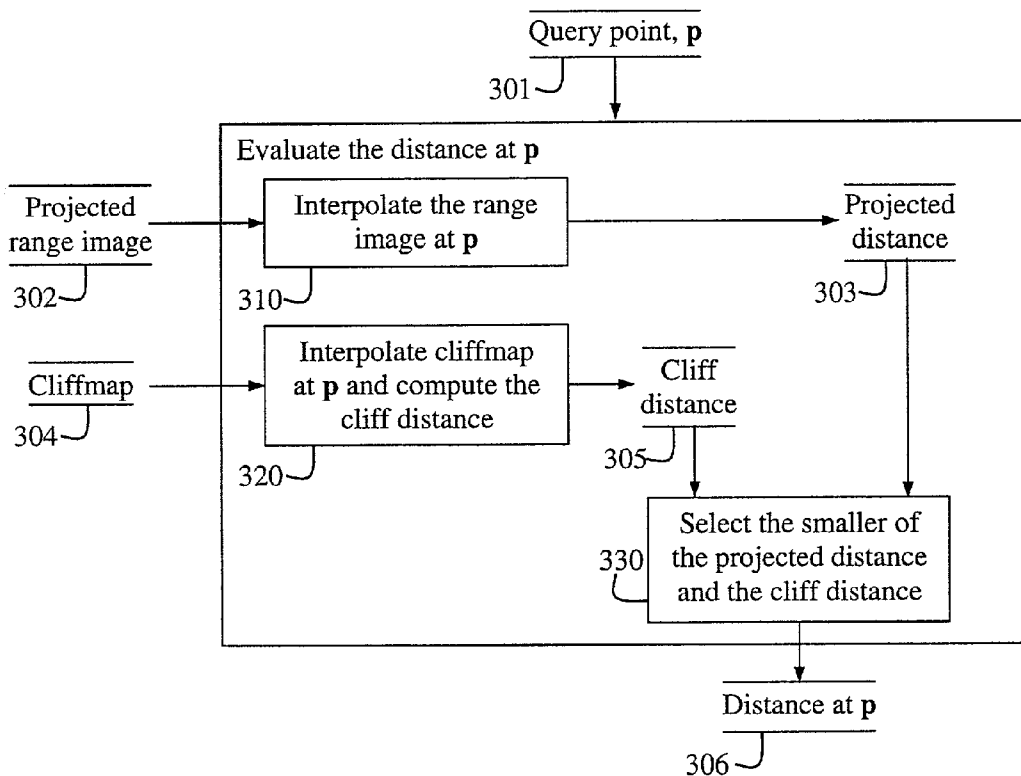 Query point, p
301
Evaluate the distance at p
Projected
range image
302
Interpolate the range
image at p
310
Projected
distance
303
Cliffmap
304
Interpolate cliffmap
at p and compute the
cliff distance
320
Cliff
distance
305
Select the smaller of
the projected distance
and the cliff distance
330
Distance at p
306